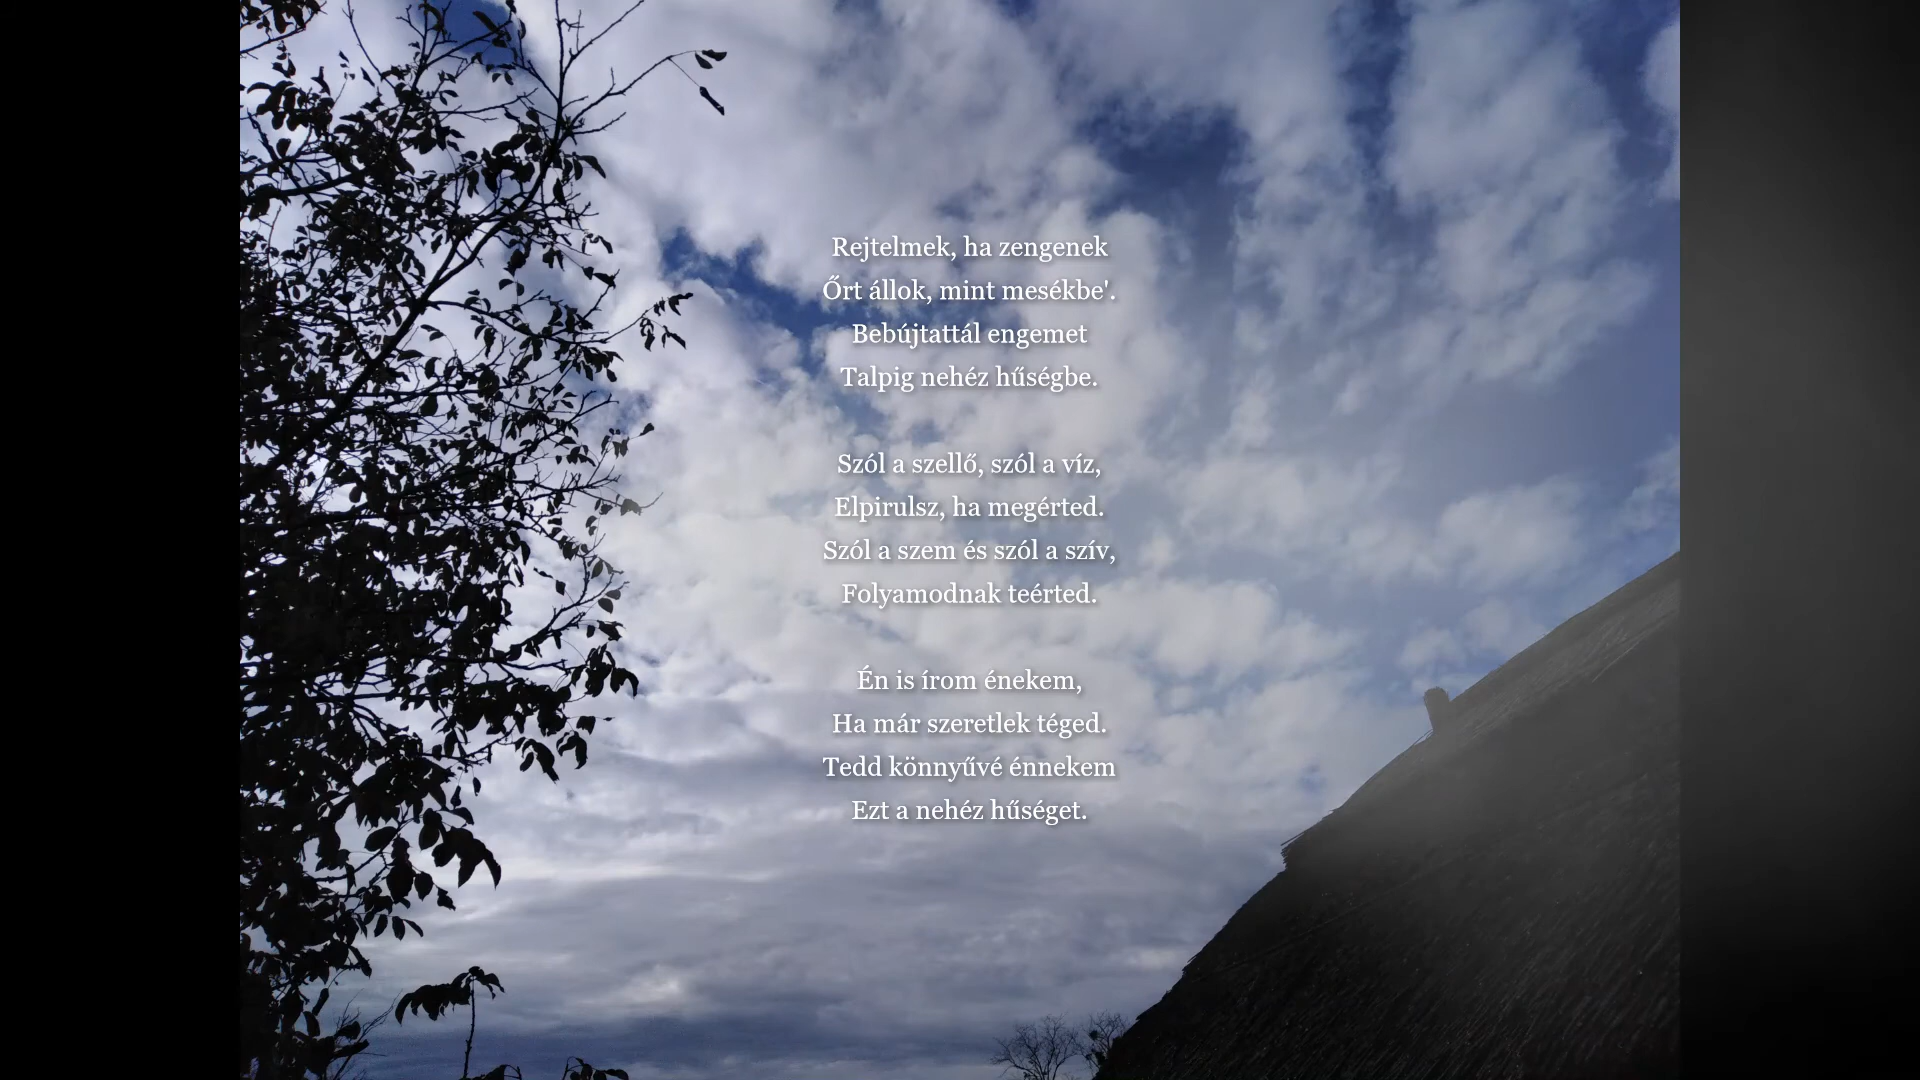 Rejtelmek, ha zengenek
Őrt állok, mint mesékbe'.
Bebújtattál engemet
Talpig nehéz hűségbe.
Szól a szellő, szól a víz,
Elpirulsz, ha megérted.
Szól a szem és szól a szív,
Folyamodnak teérted.
Én is írom énekem,
Ha már szeretlek téged.
Tedd könnyűvé énnekem
Ezt a nehéz hűséget.